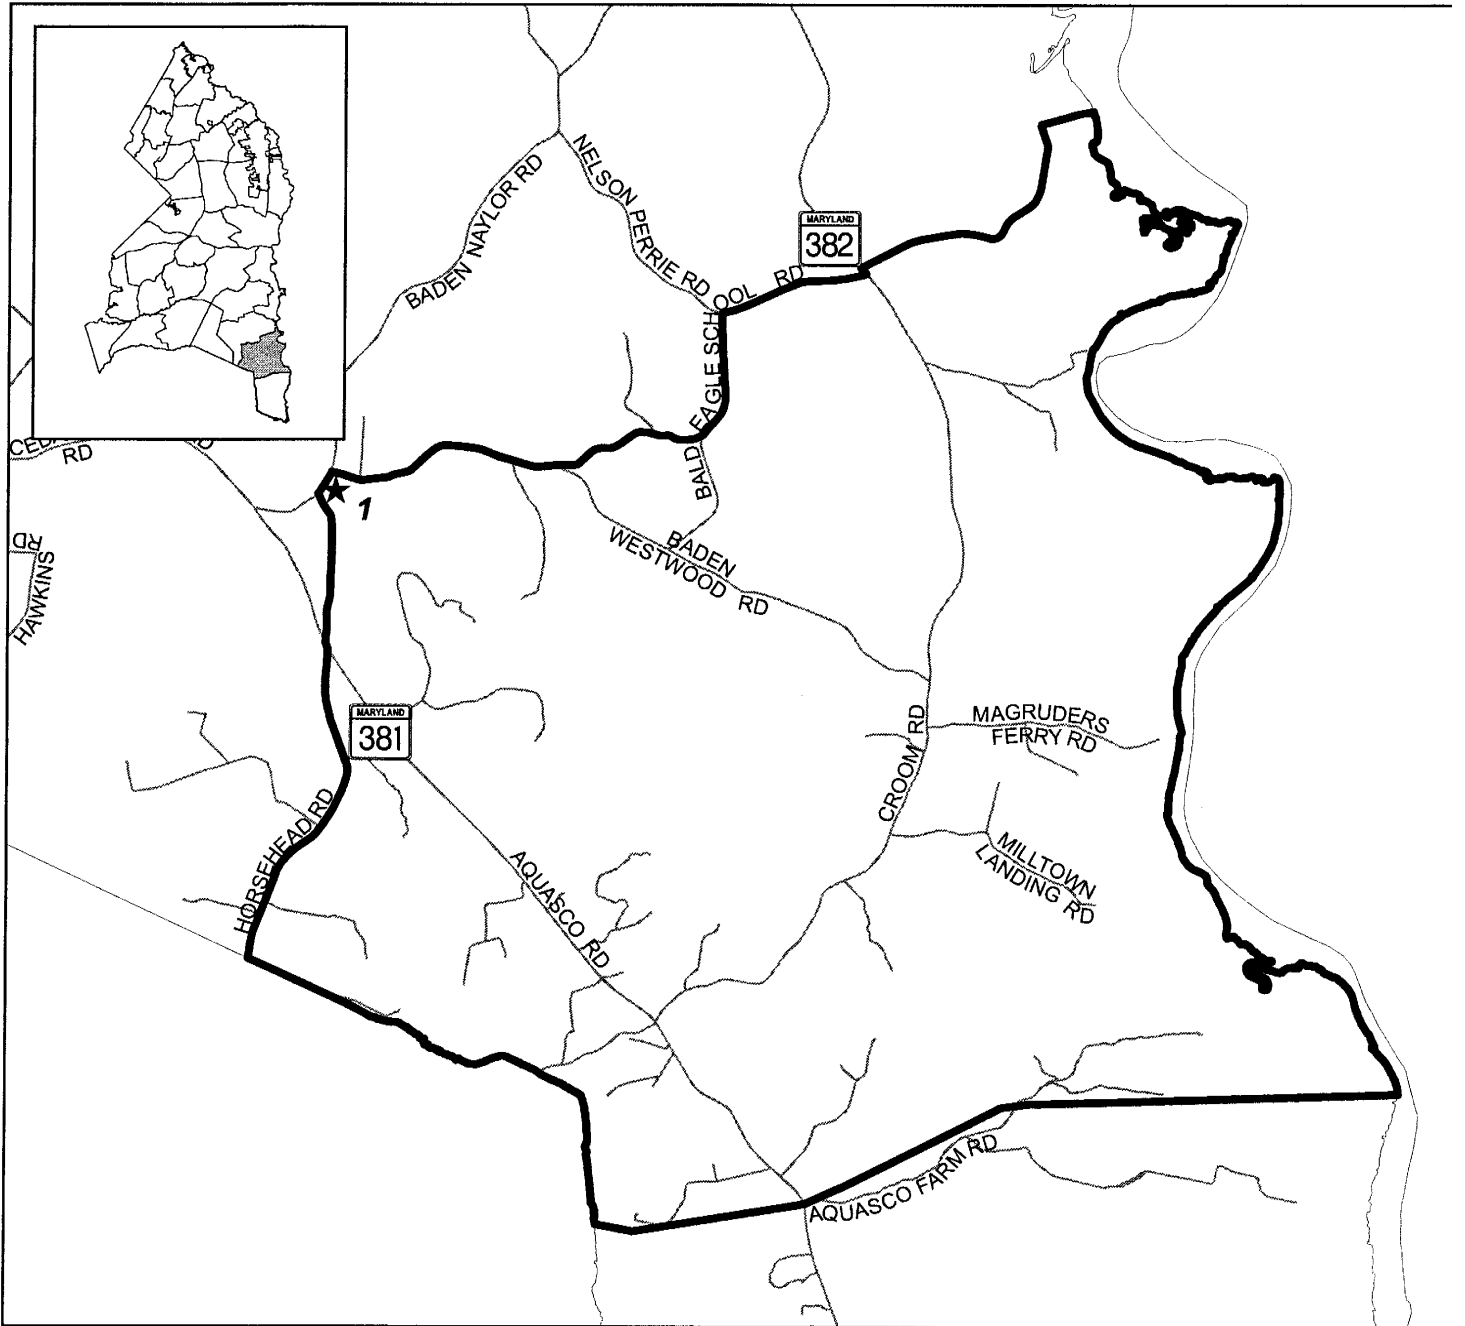 BADEN NAYLOR RD
NELSON PERRIE RD
MARYLAND
382
BALD EAGLE SCHOOL RD
RD
1
RD
HAWKINS
BADEN
WESTWOOD RD
MARYLAND
381
CROOM RD
MAGRUDERS
FERRY RD
HORSEHEAD RD
MILLTOWN
LANDING RD
AQUASCO RD
AQUASCO FARM RD